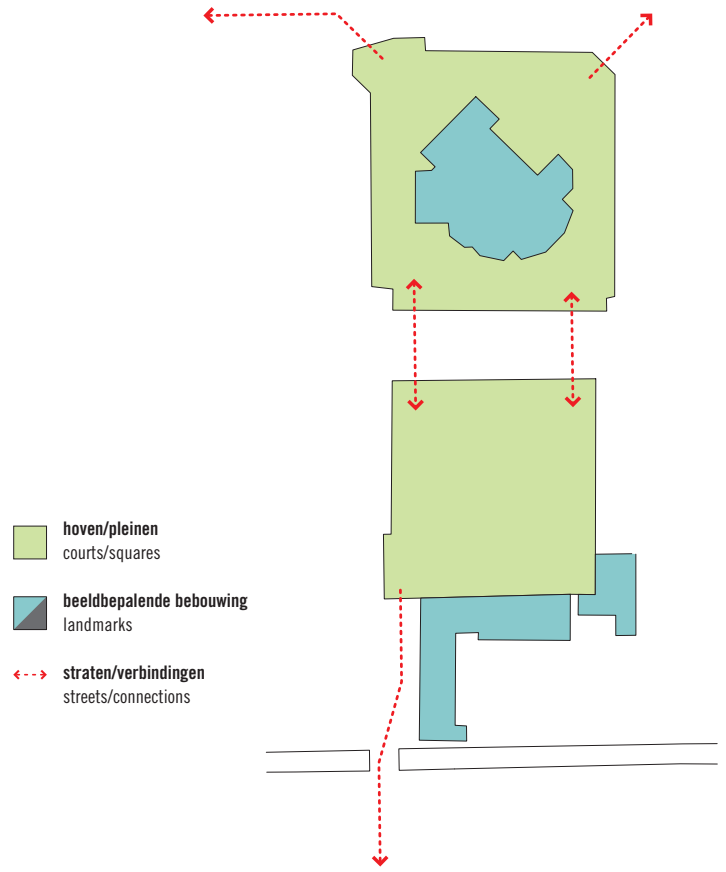 hoven/pleinen
courts/squares
beeldbepalende bebouwing
landmarks
straten/verbindingen
streets/connections